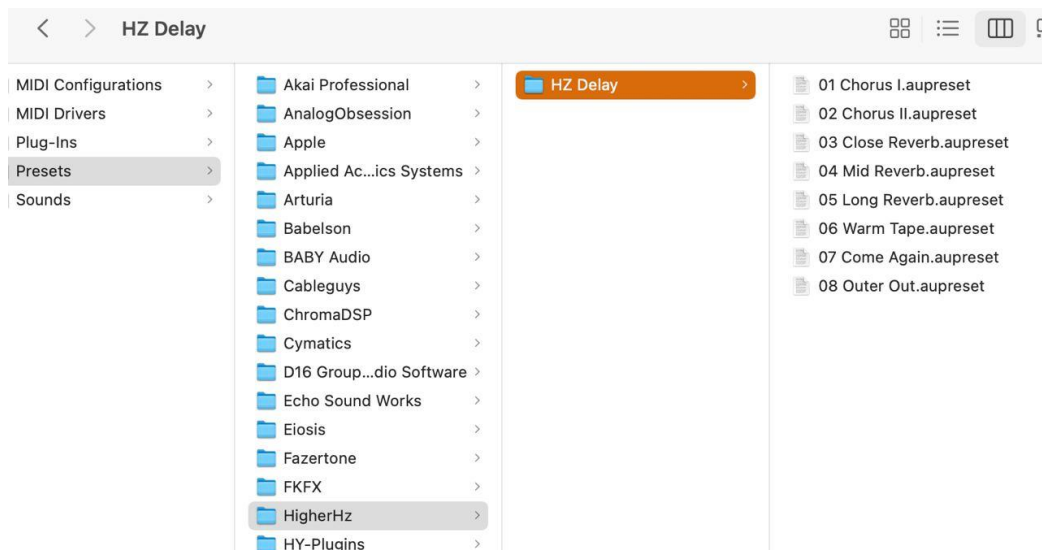 HZ Delay
MIDI Configurations
MIDI Drivers
Plug-Ins
Presets
Sounds
Akai Professional
AnalogObsession
Apple
Applied Ac...ics Systems
Arturia
Babelson
BABY Audio
Cableguys
ChromaDSP
Cymatics
D16 Group...dio Software
Echo Sound Works
Eiosis
Fazertone
FKFX
HigherHz
HY-Plugins
HZ Delay
01 Chorus I.aupreset
02 Chorus II.aupreset
03 Close Reverb.aupreset
04 Mid Reverb.aupreset
05 Long Reverb.aupreset
06 Warm Tape.aupreset
07 Come Again.aupreset
08 Outer Out.aupreset